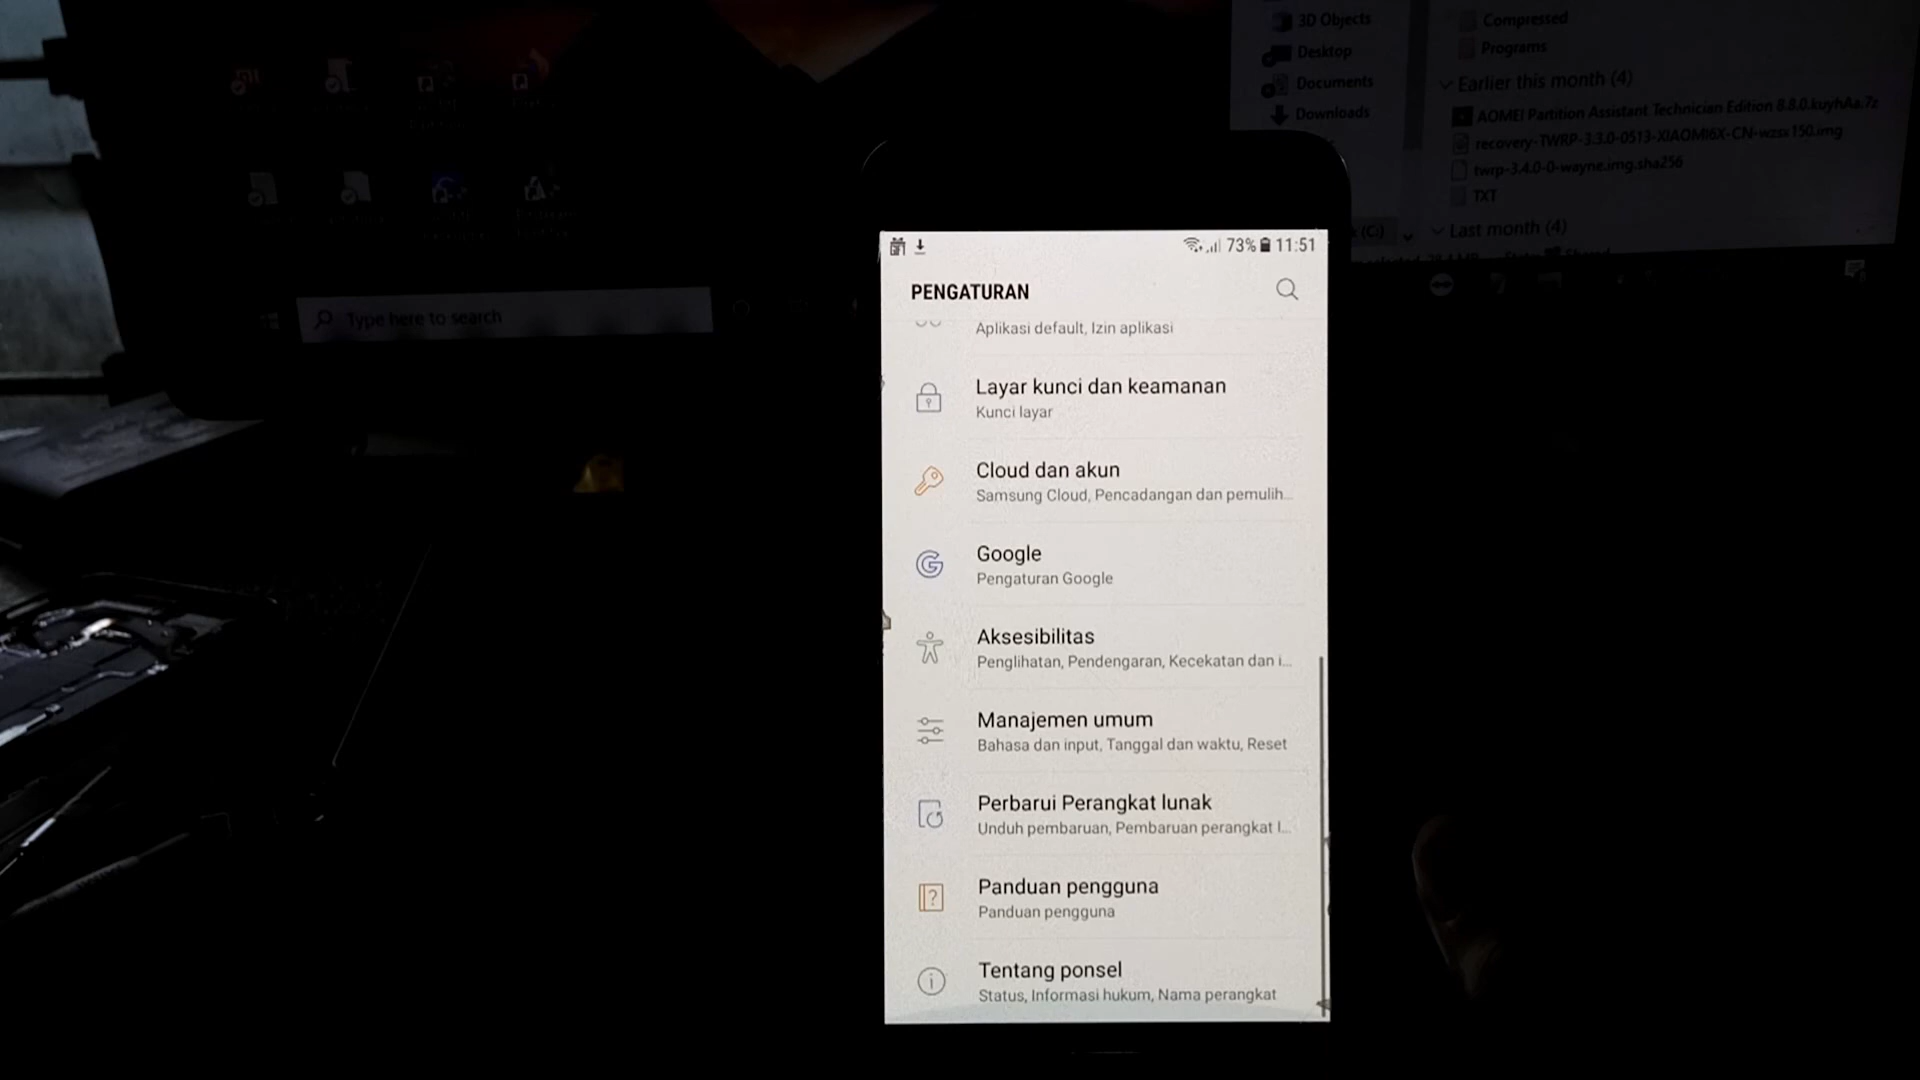 3D Objects
Desktop
Documents
Downloads
(C:)
Compressed
Programs
Earlier this month (4)
AOMEI Partition Assistant Technician Edition 8.8.0.kuyhAa.7z
recovery-TWRP-3.3.0-0513-XIAOMI6X-CN-wzsx150.img
twrp-3.4.0-0-wayne.img.sha256
TXT
Last month (4)
Type here to search
73% 11:51
PENGATURAN
Aplikasi default, Izin aplikasi
Layar kunci dan keamanan
Kunci layar
Cloud dan akun
Samsung Cloud, Pencadangan dan pemulih...
Google
Pengaturan Google
Aksesibilitas
Penglihatan, Pendengaran, Kecekatan dan i...
Manajemen umum
Bahasa dan input, Tanggal dan waktu, Reset
Perbarui Perangkat lunak
Unduh pembaruan, Pembaruan perangkat l...
Panduan pengguna
Panduan pengguna
Tentang ponsel
Status, Informasi hukum, Nama perangkat